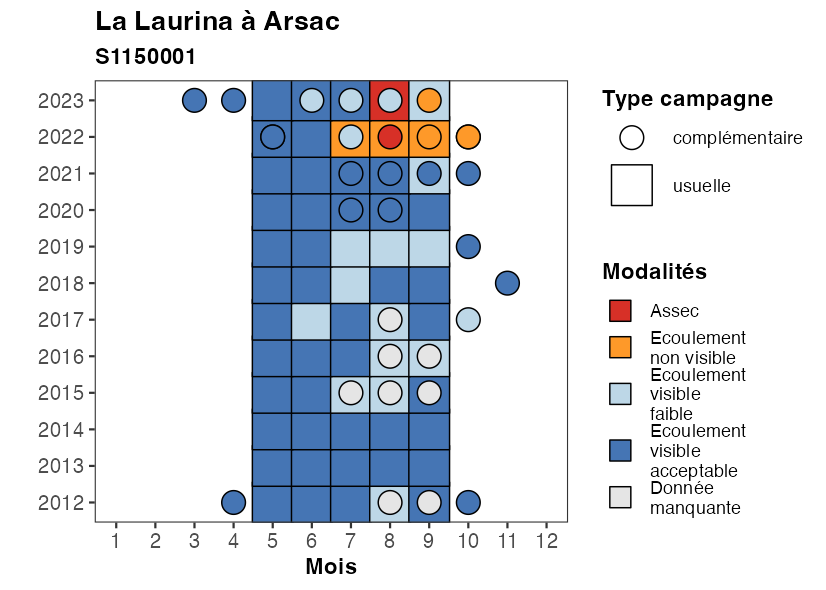 La Laurina à Arsac
S1150001
2023
2022
2021
2020
2019
2018
2017
2016
2015
2014
2013
2012
1 2 3 4 5 6 7 8 9 10 11 12
Mois
Type campagne
complémentaire
usuelle
Modalités
Assec
Ecoulement
non visible
Ecoulement
visible
faible
Ecoulement
visible
acceptable
Donnée
manquante